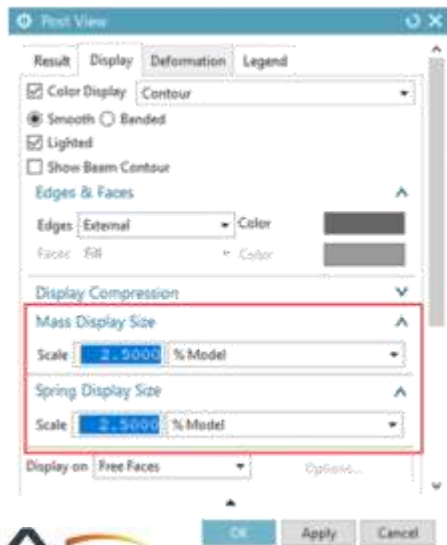 Post View
Result Display Deformation Legend
Color Display Contour
Smooth Banded
Lighted
Show Beam Contour
Edges & Faces
Edges External Color
Faces Fill Color
Display Compression
Mass Display Size
Scale 2.5000 % Model
Spring Display Size
Scale 2.5000 % Model
Display on Free Faces Options...
OK Apply Cancel